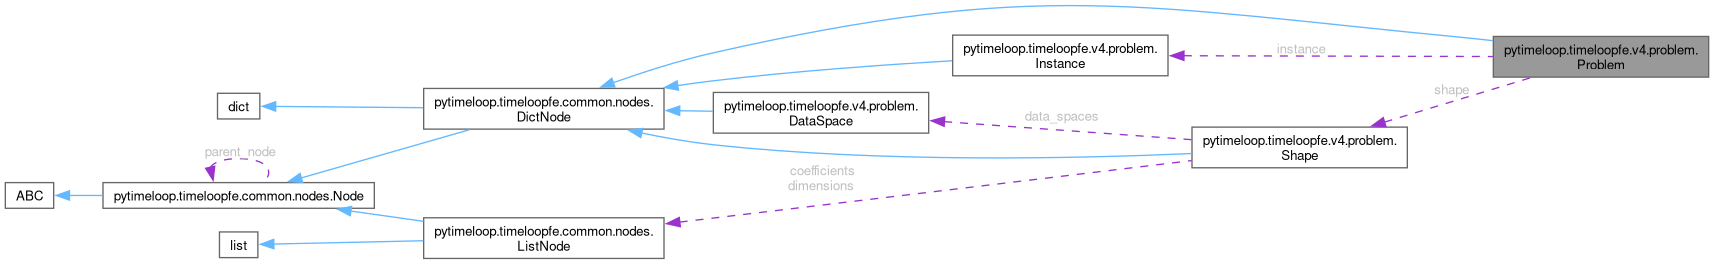 pytimeloop.timeloopfe.v4.problem.
Problem
instance
pytimeloop.timeloopfe.v4.problem.
Instance
shape
pytimeloop.timeloopfe.common.nodes.
DictNode
dict
pytimeloop.timeloopfe.v4.problem.
DataSpace
data_spaces
pytimeloop.timeloopfe.v4.problem.
Shape
parent_node
coefficients
dimensions
ABC
pytimeloop.timeloopfe.common.nodes.Node
pytimeloop.timeloopfe.common.nodes.
ListNode
list